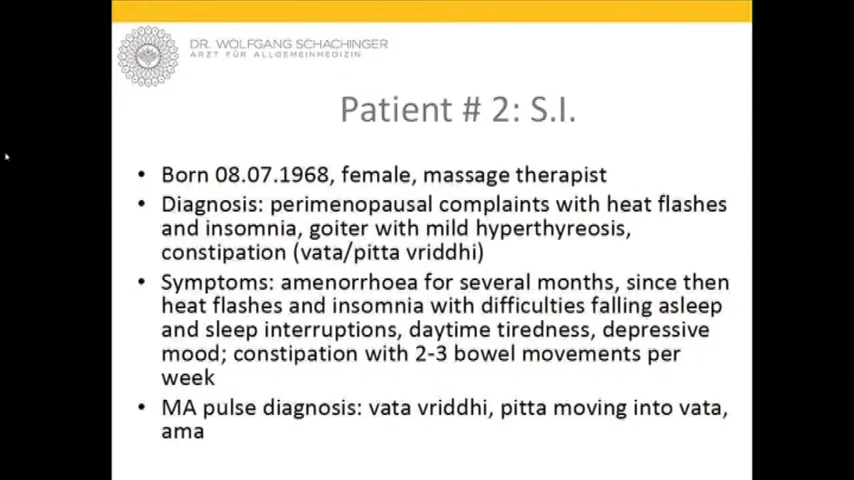 DR. WOLFGANG SCHACHINGER
ARZT FÜR ALLGEMEINMEDIZIN
Patient # 2: S.I.
• Born 08.07.1968, female, massage therapist
• Diagnosis: perimenopausal complaints with heat flashes
and insomnia, goiter with mild hyperthyreosis,
constipation (vata/pitta vriddhi)
• Symptoms: amenorrhoea for several months, since then
heat flashes and insomnia with difficulties falling asleep
and sleep interruptions, daytime tiredness, depressive
mood; constipation with 2-3 bowel movements per
week
• MA pulse diagnosis: vata vriddhi, pitta moving into vata,
ama